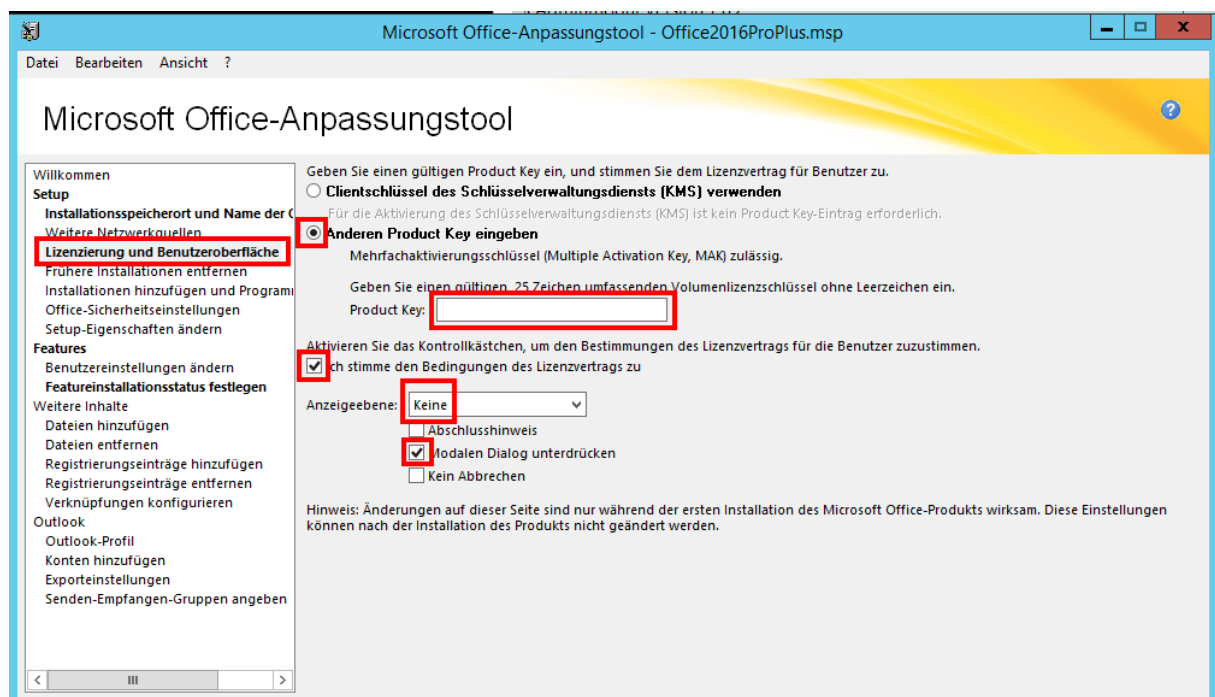 Microsoft Office-Anpassungstool - Office2016ProPlus.msp
Datei Bearbeiten Ansicht ?
Microsoft Office-Anpassungstool
Willkommen
Setup
Installationsspeicherort und Name der
Weitere Netzwerkquellen
Lizenzierung und Benutzeroberfläche
Frühere Installationen entfernen
Installationen hinzufügen und
Office-Sicherheitseinstellungen
Setup-Eigenschaften ändern
Features
Benutzereinstellungen ändern
Featureinstallationsstatus festlegen
Weitere Inhalte
Dateien hinzufügen
Dateien entfernen
Registrierungseinträge hinzufügen
Registrierungseinträge entfernen
Verknüpfungen konfigurieren
Outlook
Outlook-Profil
Konten hinzufügen
Exporteinstellungen
Senden-Empfangen-Gruppen angeben
Geben Sie einen gültigen Product Key ein, und stimmen Sie dem Lizenzvertrag für Benutzer zu.
Clientschlüssel des Schlüsselverwaltungsdiensts (KMS) verwenden
Für die Aktivierung des Schlüsselverwaltungsdiensts (KMS) ist kein Product Key-Eintrag erforderlich.
Anderen Product Key eingeben
Mehrfachaktivierungsschlüssel (Multiple Activation Key, MAK) zulässig.
Geben Sie einen gültigen, 25 Zeichen umfassenden Volumenlizenzschlüssel ohne Leerzeichen ein.
Product Key:
Aktivieren Sie das Kontrollkästchen, um den Bestimmungen des Lizenzvertrags für die Benutzer zuzustimmen.
Ich stimme den Bedingungen des Lizenzvertrags zu
Anzeigeebene: Keine
Abschlusshinweis
Modalen Dialog unterdrücken
Kein Abbrechen
Hinweis: Änderungen auf dieser Seite sind nur während der ersten Installation des Microsoft Office-Produkts wirksam. Diese Einstellungen
können nach der Installation des Produkts nicht geändert werden.